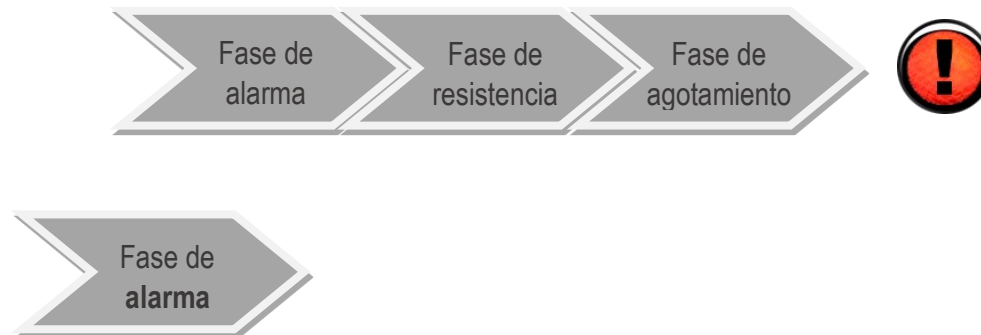 Fase de
alarma
Fase de
resistencia
Fase de
agotamiento
!
Fase de
alarma